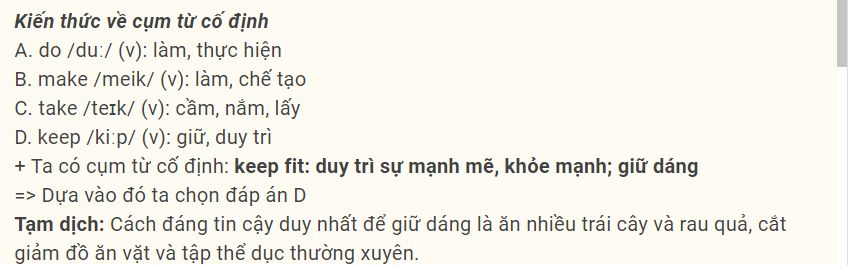 Kiến thức về cụm từ cố định
A. do /duː/ (v): làm, thực hiện
B. make /meik/ (v): làm, chế tạo
C. take /teɪk/ (v): cầm, nắm, lấy
D. keep /kiːp/ (v): giữ, duy trì
+ Ta có cụm từ cố định: keep fit: duy trì sự mạnh mẽ, khỏe mạnh; giữ dáng
=> Dựa vào đó ta chọn đáp án D
Tạm dịch: Cách đáng tin cậy duy nhất để giữ dáng là ăn nhiều trái cây và rau quả, cắt
giảm đồ ăn vặt và tập thể dục thường xuyên.